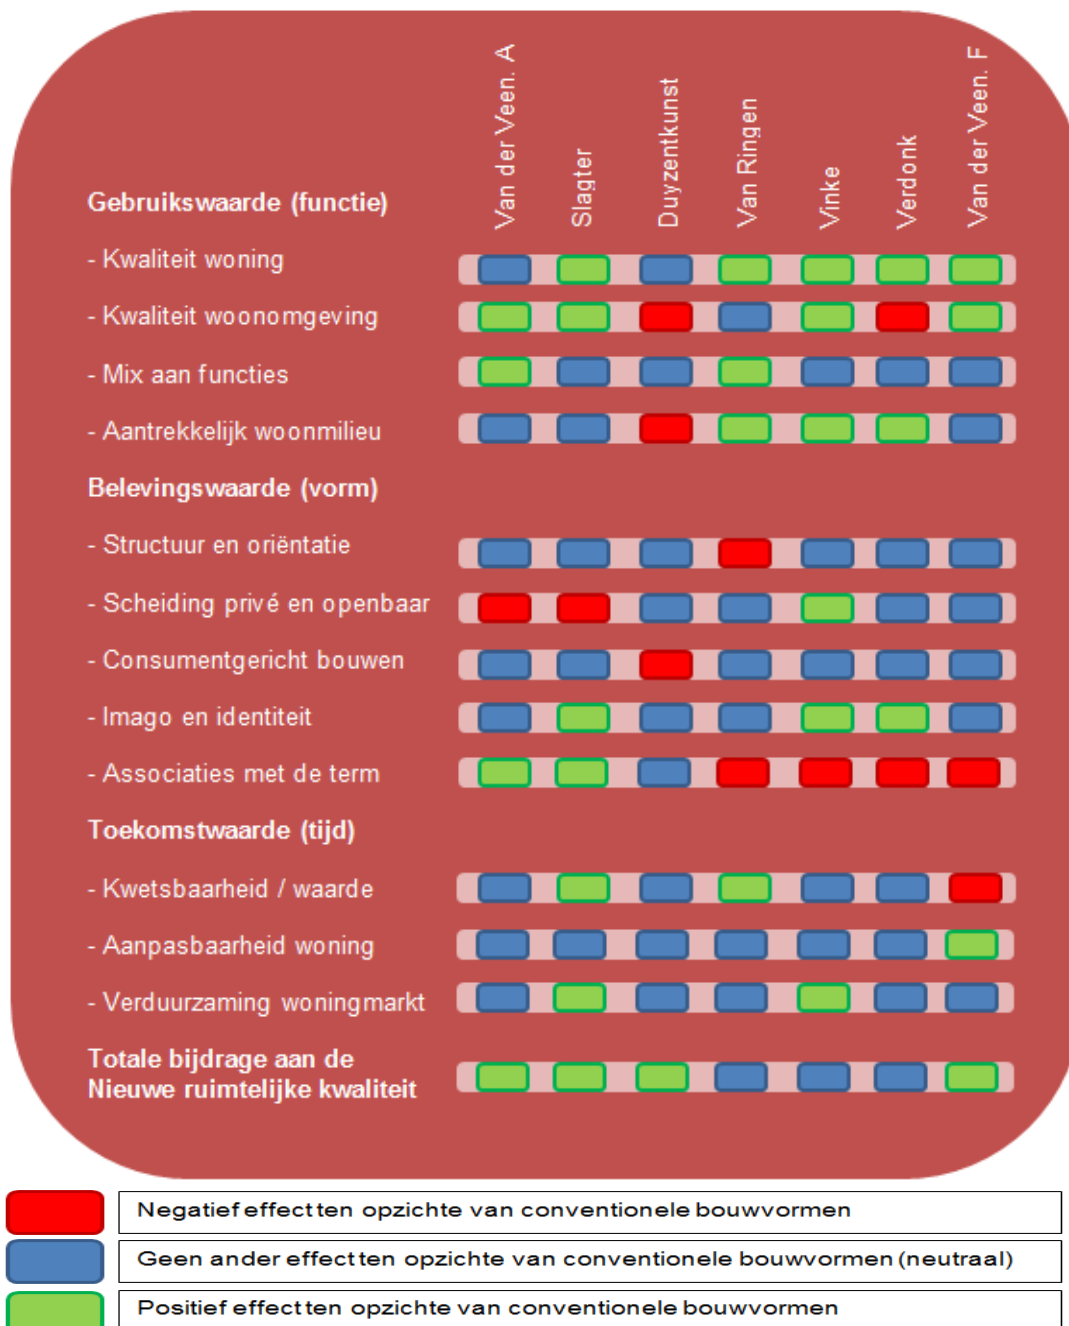 Van der Veen. A
Slagter
Duyzentkunst
Van Ringen
Vinke
Verdonk
Van der Veen. F
Gebruikswaarde (functie)
- Kwaliteit woning
- Kwaliteit woonomgeving
- Mix aan functies
- Aantrekkelijk woonmilieu
Belevingswaarde (vorm)
- Structuur en oriëntatie
- Scheiding privé en openbaar
- Consumentgericht bouwen
- Imago en identiteit
- Associaties met de term
Toekomstwaarde (tijd)
- Kwetsbaarheid / waarde
- Aanpasbaarheid woning
- Verduurzaming woningmarkt
Totale bijdrage aan de
Nieuwe ruimtelijke kwaliteit
Negatief effect ten opzichte van conventionele bouwvormen
Geen ander effect ten opzichte van conventionele bouwvormen (neutraal)
Positief effect ten opzichte van conventionele bouwvormen